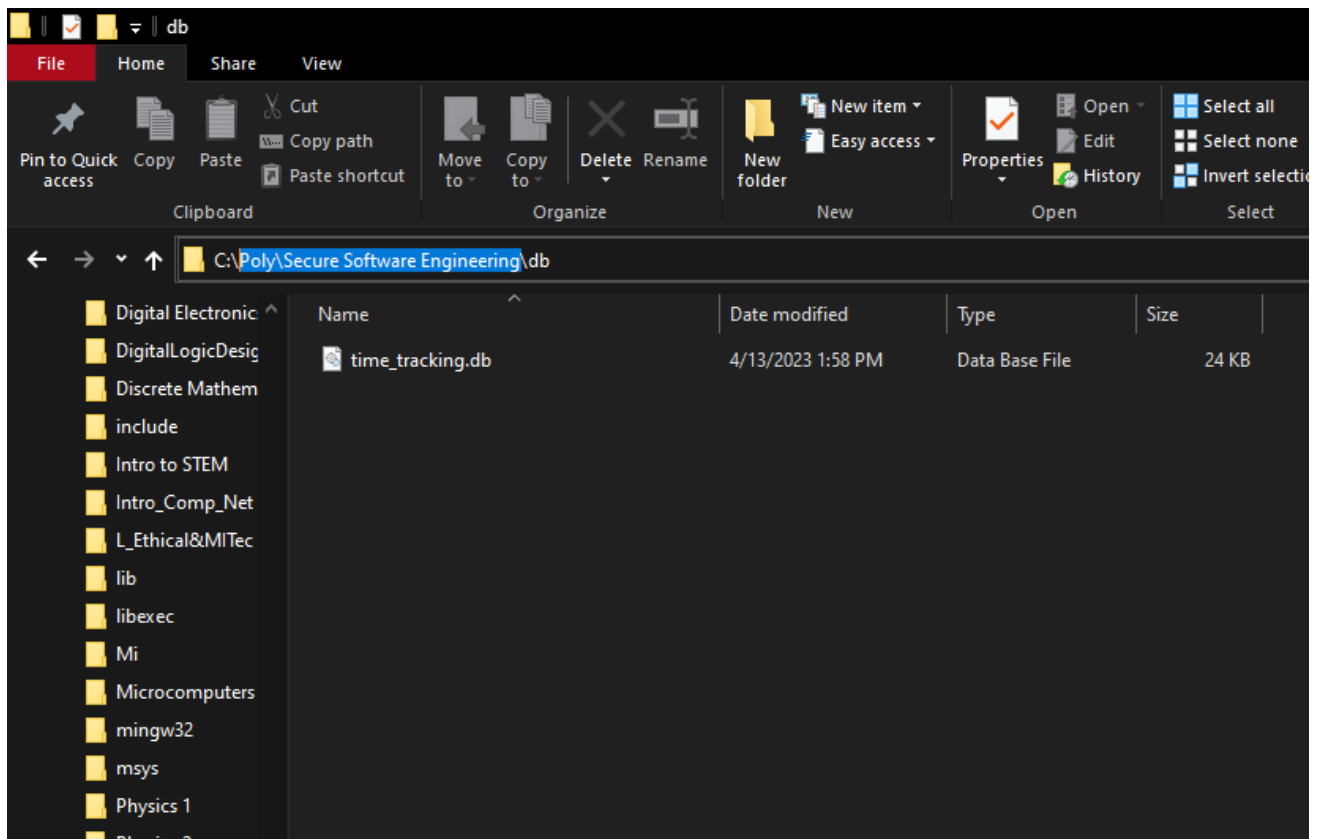 db
File Home Share View
Pin to Quick access
Copy
Paste
Cut
Copy path
Paste shortcut
Clipboard
Move to
Copy to
Delete
Rename
Organize
New folder
New item
Easy access
New
Properties
Open
Edit
History
Open
Select all
Select none
Invert selectio
Select
C:\Poly\Secure Software Engineering\db
Digital Electronic
DigitalLogicDesig
Discrete Mathem
include
Intro to STEM
Intro_Comp_Net
L_Ethical&MITec
lib
libexec
Mi
Microcomputers
mingw32
msys
Physics 1
Name Date modified Type Size
time_tracking.db 4/13/2023 1:58 PM Data Base File 24 KB